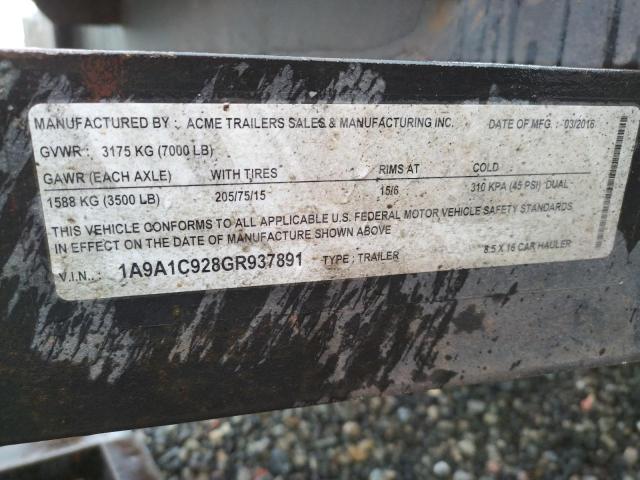 MANUFACTURED BY : ACME TRAILERS SALES & MANUFACTURING INC. DATE OF MFG. : 03/2016
GVWR : 3175 KG (7000 LB)
GAWR (EACH AXLE) WITH TIRES RIMS AT COLD
1588 KG (3500 LB) 205/75/15 15/6 310 KPA (45 PSI) DUAL
THIS VEHICLE CONFORMS TO ALL APPLICABLE U.S. FEDERAL MOTOR VEHICLE SAFETY STANDARDS
IN EFFECT ON THE DATE OF MANUFACTURE SHOWN ABOVE
V.I.N.. : 1A9A1C928GR937891 TYPE : TRAILER 8.5 X 16 CAR HAULER